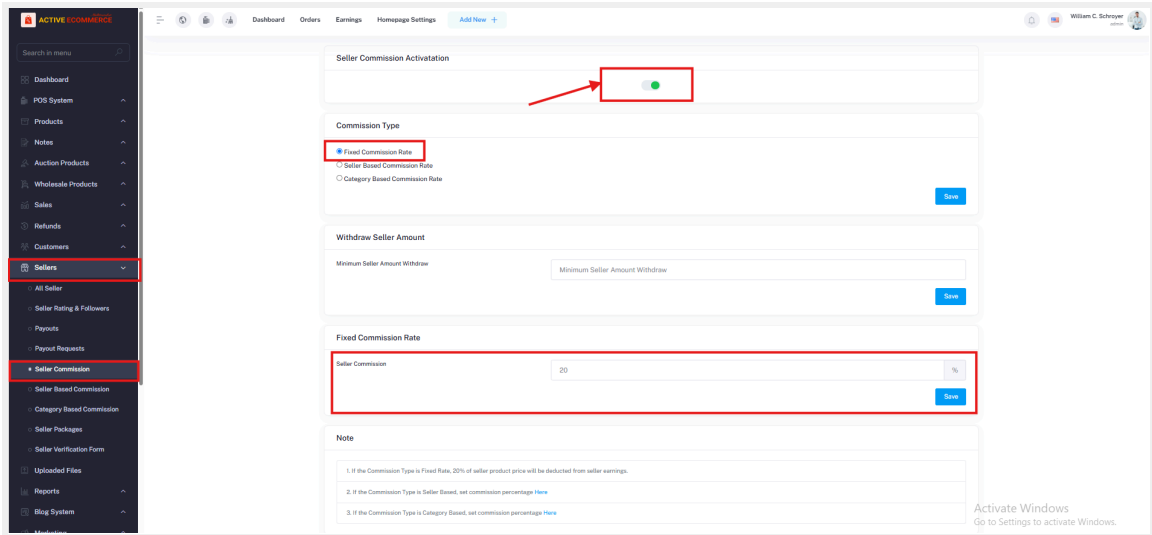 ACTIVE ECOMMERCE
Dashboard
Orders
Earnings
Homepage Settings
Add New +
William C. Schroyer
admin
Search in menu
Dashboard
POS System
Products
Notes
Auction Products
Wholesale Products
Sales
Refunds
Customers
Sellers
All Seller
Seller Rating & Followers
Payouts
Payout Requests
Seller Commission
Seller Based Commission
Category Based Commission
Seller Packages
Seller Verification Form
Uploaded Files
Reports
Blog System
Marketing
Seller Commission Activatation
Commission Type
Fixed Commission Rate
Seller Based Commission Rate
Category Based Commission Rate
Save
Withdraw Seller Amount
Minimum Seller Amount Withdraw
Minimum Seller Amount Withdraw
Save
Fixed Commission Rate
Seller Commission
20
%
Save
Note
1. If the Commission Type is Fixed Rate, 20% of seller product price will be deducted from seller earnings.
2. If the Commission Type is Seller Based, set commission percentage Here
3. If the Commission Type is Category Based, set commission percentage Here
Activate Windows
Go to Settings to activate Windows.